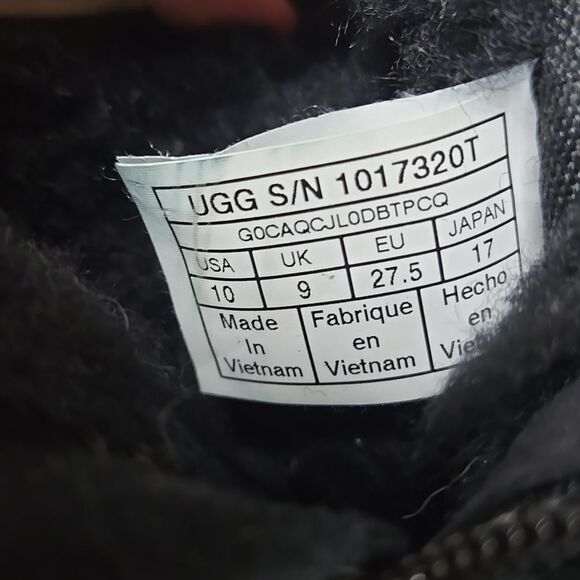 UGG S/N 1017320T
G0CAQCJL0DBTPCQ
USA UK EU JAPAN
10 9 27.5 17
Made Fabrique Hecho
In en en
Vietnam Vietnam